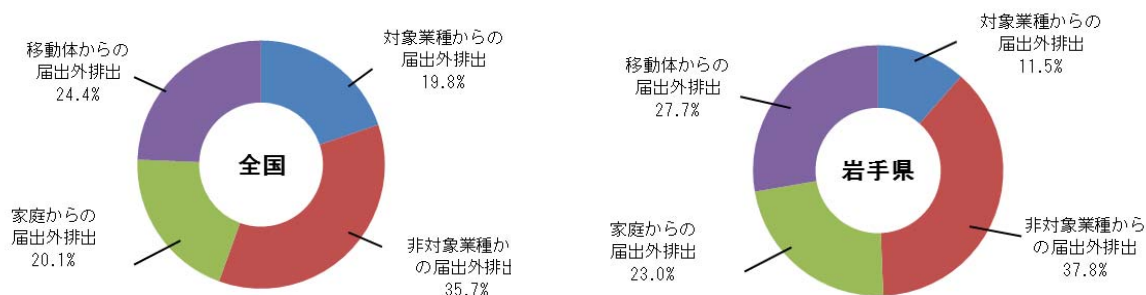 移動体からの
届出外排出
24.4%
対象業種からの
届出外排出
19.8%
全国
家庭からの
届出外排出
20.1%
非対象業種か
の届出外排出
35.7%
移動体からの
届出外排出
27.7%
対象業種からの
届出外排出
11.5%
岩手県
家庭からの
届出外排出
23.0%
非対象業種から
の届出外排出
37.8%